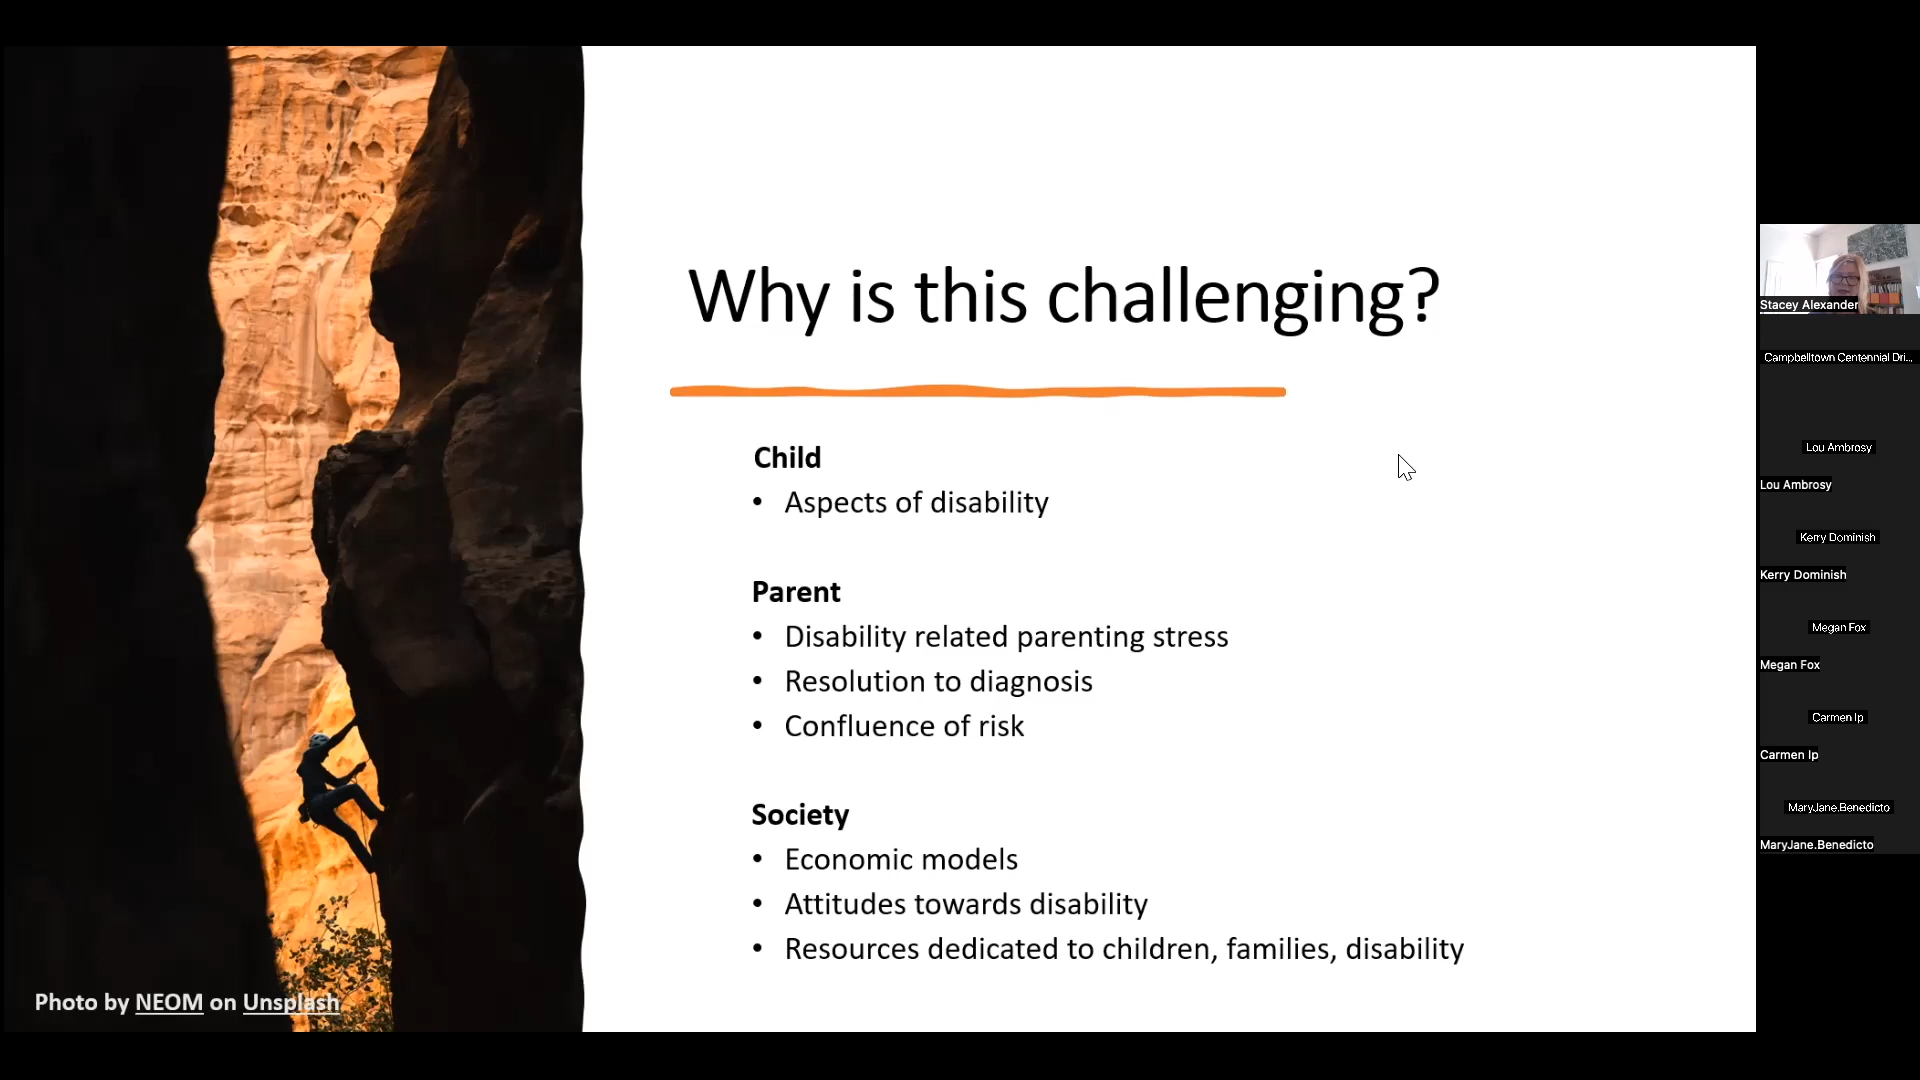 Why is this challenging?
Child
• Aspects of disability
Parent
• Disability related parenting stress
• Resolution to diagnosis
• Confluence of risk
Society
• Economic models
• Attitudes towards disability
• Resources dedicated to children, families, disability
Photo by NEOM on Unsplash
Stacey Alexander
Campbelltown Centennial Dri...
Lou Ambrosy
Lou Ambrosy
Kerry Dominish
Kerry Dominish
Megan Fox
Megan Fox
Carmen Ip
Carmen Ip
MaryJane.Benedicto
MaryJane.Benedicto